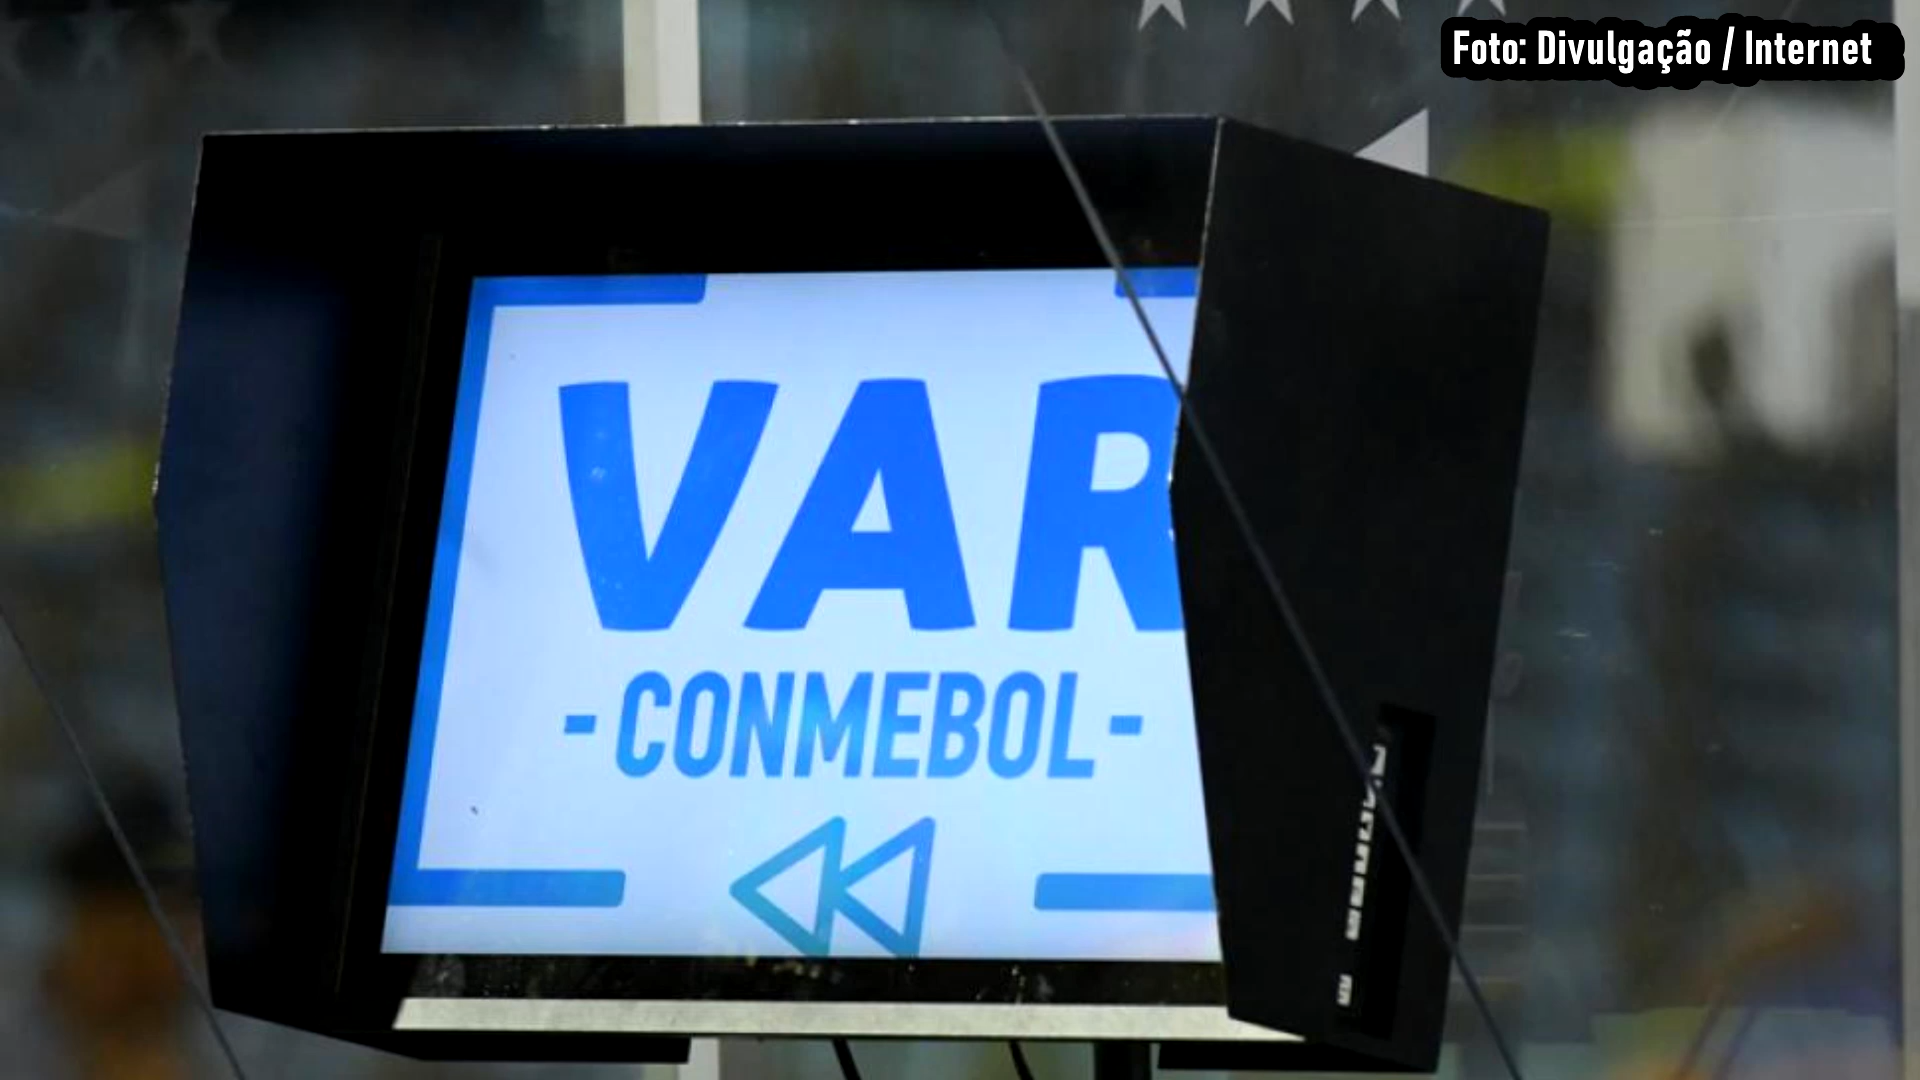 Foto: Divulgação / Internet
VAR
- CONMEBOL -